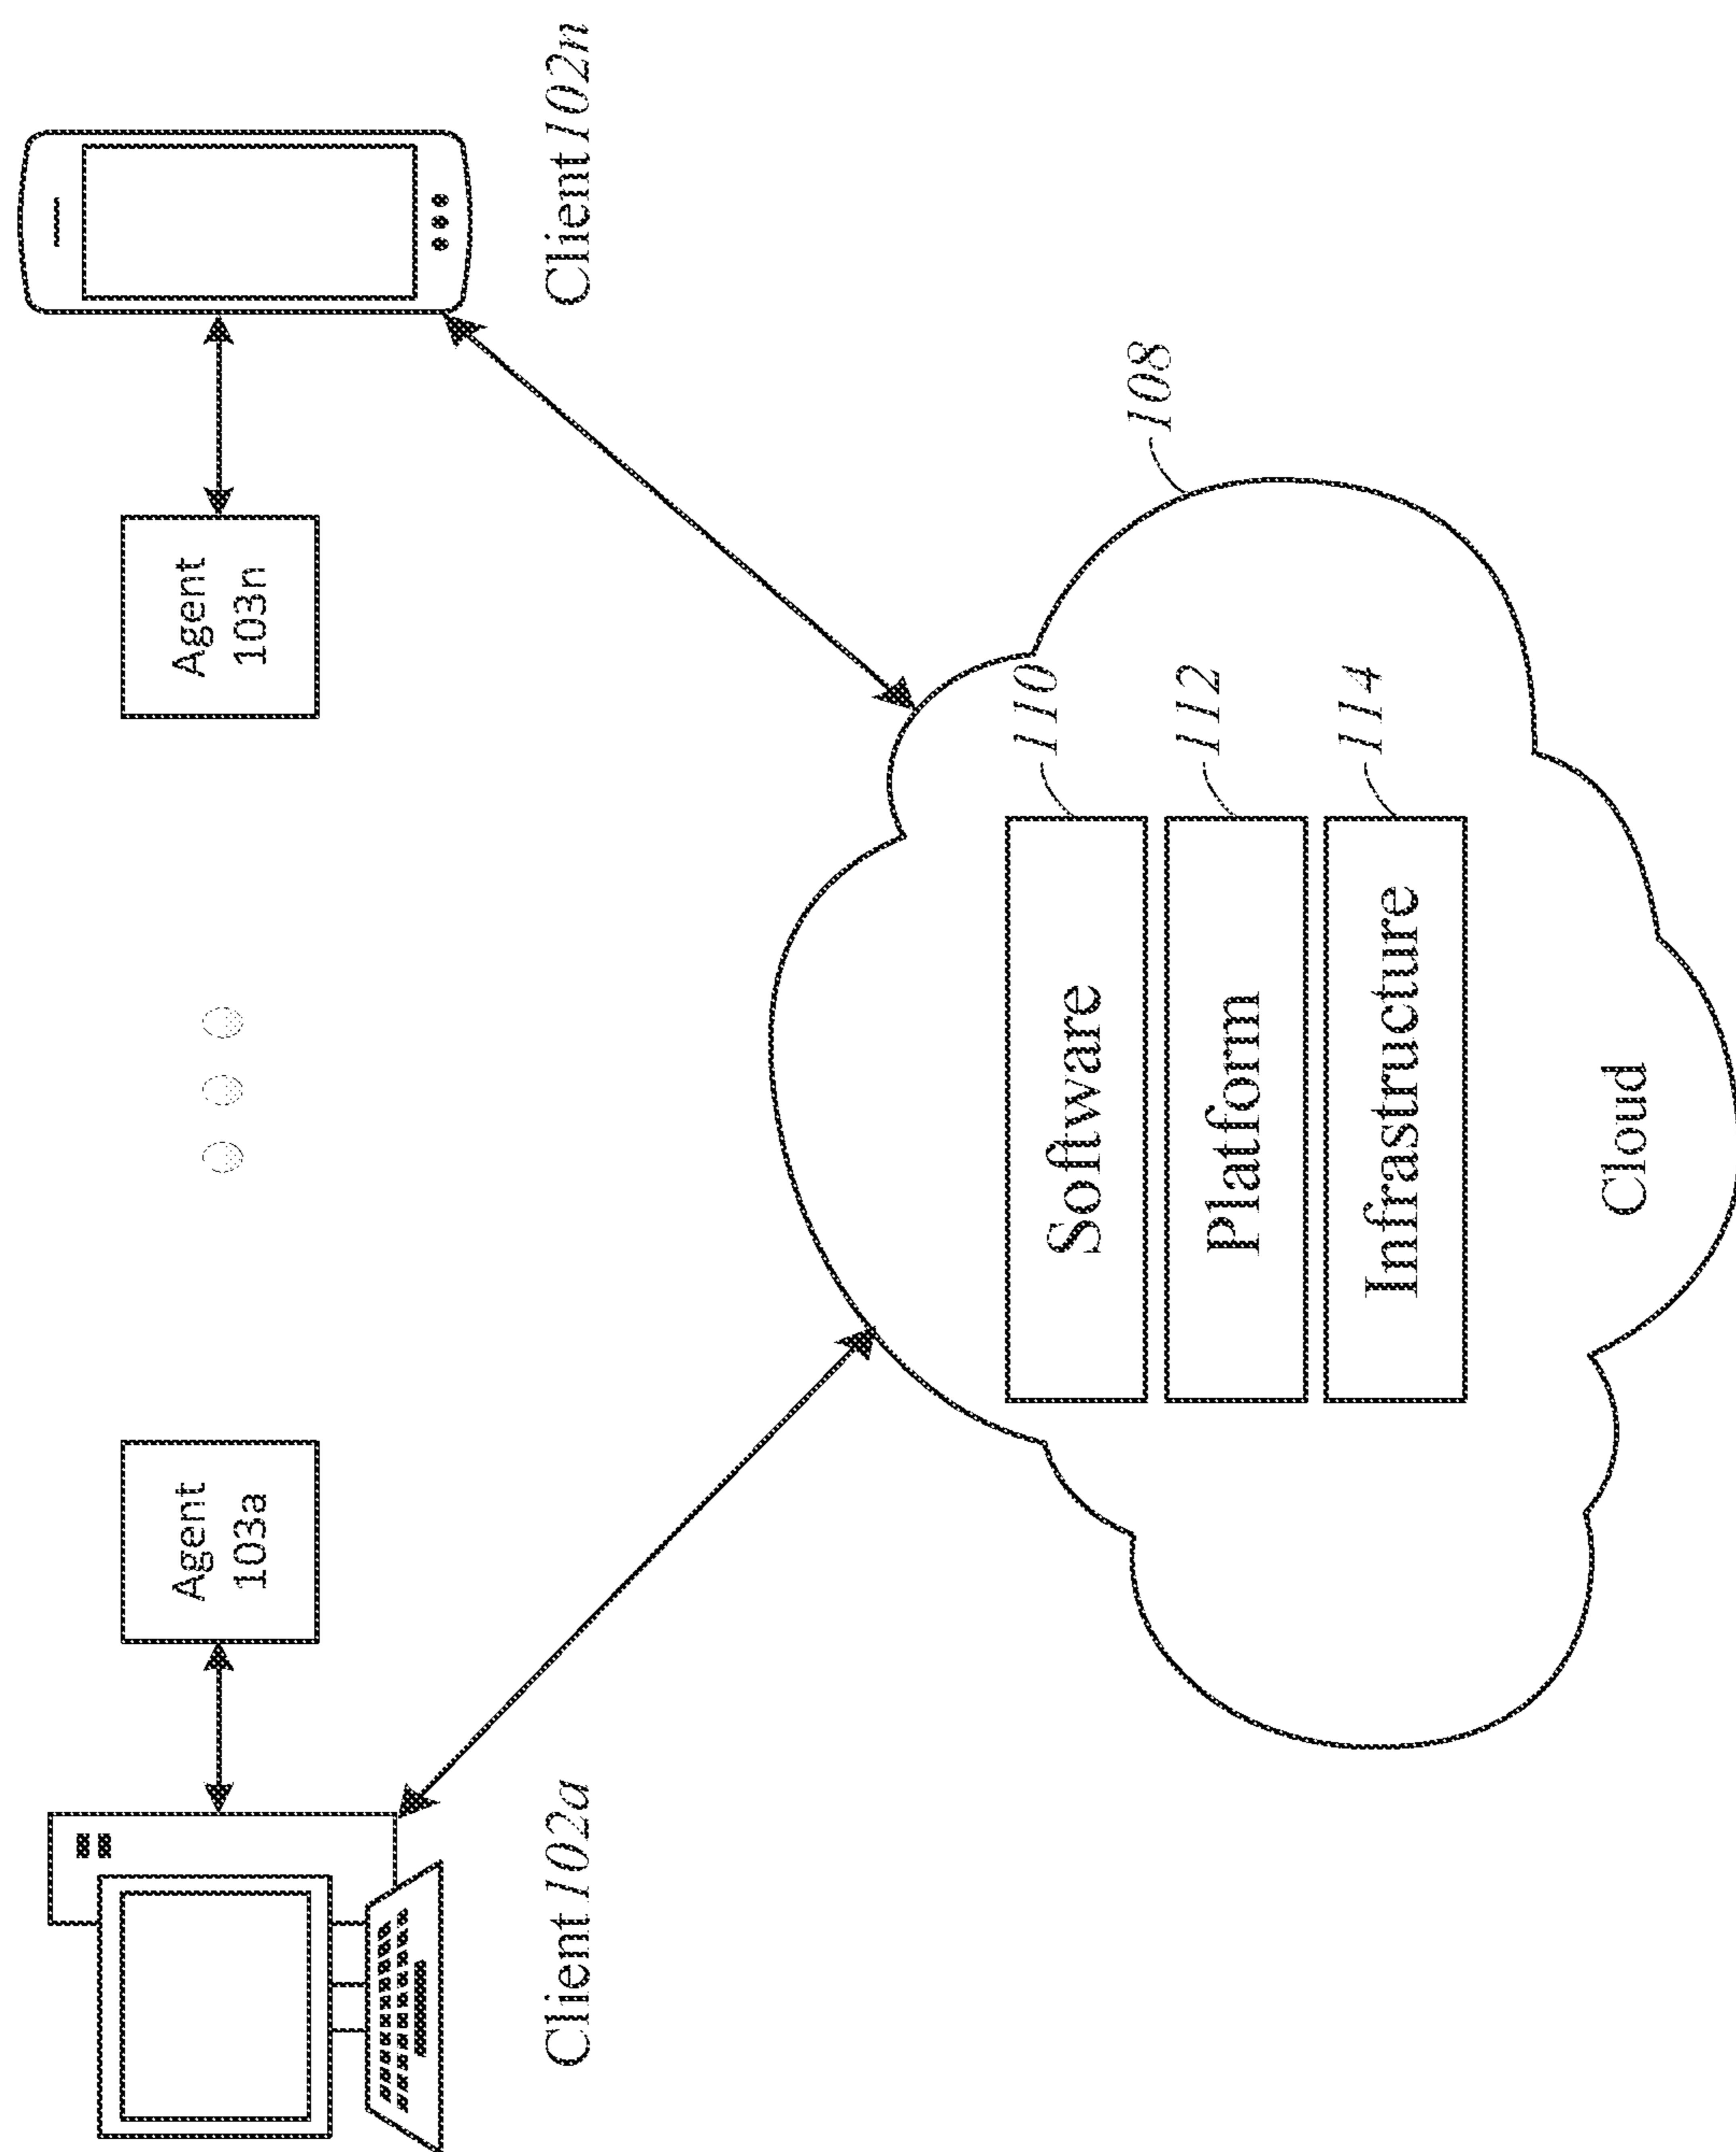 Agent
103a
Agent
103n
Client 102a
Client 102n
108
Software
110
Platform
112
Infrastructure
114
Cloud